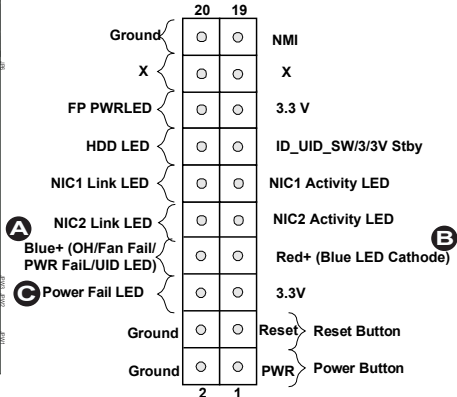 20 19
Ground NMI
X X
FP PWRLED 3.3 V
HDD LED ID_UID_SW/3/3V Stby
NIC1 Link LED NIC1 Activity LED
A NIC2 Link LED NIC2 Activity LED
B
Blue+ (OH/Fan Fail/
PWR FaiL/UID LED) Red+ (Blue LED Cathode)
C Power Fail LED 3.3V
Ground Reset Reset Button
Ground PWR Power Button
2 1